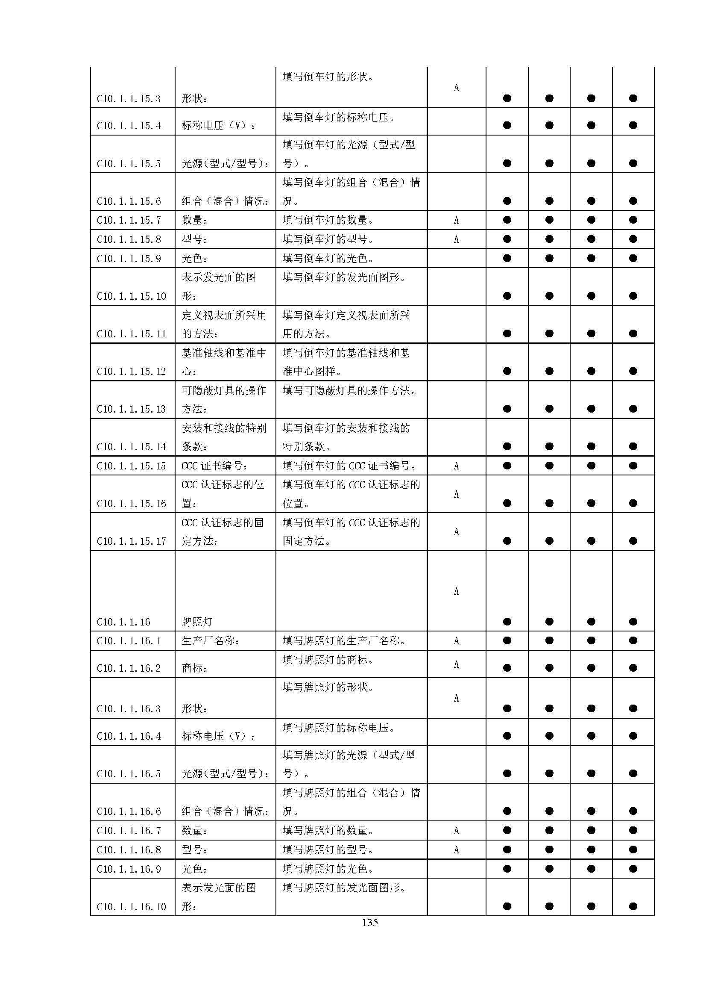 填写倒车灯的形状。
A
C10.1.1.15.3 形状： ● ● ● ●
填写倒车灯的标称电压。
C10.1.1.15.4 标称电压（V）： ● ● ● ●
填写倒车灯的光源（型式/型
C10.1.1.15.5 光源(型式/型号)： 号）。 ● ● ● ●
填写倒车灯的组合（混合）情
C10.1.1.15.6 组合（混合）情况： 况。 ● ● ● ●
C10.1.1.15.7 数量： 填写倒车灯的数量。 A ● ● ● ●
C10.1.1.15.8 型号： 填写倒车灯的型号。 A ● ● ● ●
C10.1.1.15.9 光色： 填写倒车灯的光色。 ● ● ● ●
表示发光面的图 填写倒车灯的发光面图形。
C10.1.1.15.10 形： ● ● ● ●
定义视表面所采用 填写倒车灯定义视表面所采
C10.1.1.15.11 的方法： 用的方法。 ● ● ● ●
基准轴线和基准中 填写倒车灯的基准轴线和基
C10.1.1.15.12 心： 准中心图样。 ● ● ● ●
可隐蔽灯具的操作 填写可隐蔽灯具的操作方法。
C10.1.1.15.13 方法： ● ● ● ●
安装和接线的特别 填写倒车灯的安装和接线的
C10.1.1.15.14 条款： 特别条款。 ● ● ● ●
C10.1.1.15.15 CCC 证书编号： 填写倒车灯的 CCC 证书编号。 A ● ● ● ●
CCC 认证标志的位 填写倒车灯的 CCC 认证标志的
A
C10.1.1.15.16 置： 位置。 ● ● ● ●
CCC 认证标志的固 填写倒车灯的 CCC 认证标志的
A
C10.1.1.15.17 定方法： 固定方法。 ● ● ● ●
A
C10.1.1.16 牌照灯 ● ● ● ●
C10.1.1.16.1 生产厂名称： 填写牌照灯的生产厂名称。 A ● ● ● ●
填写牌照灯的商标。 A
C10.1.1.16.2 商标： ● ● ● ●
填写牌照灯的形状。
A
C10.1.1.16.3 形状： ● ● ● ●
填写牌照灯的标称电压。
C10.1.1.16.4 标称电压（V）： ● ● ● ●
填写牌照灯的光源（型式/型
C10.1.1.16.5 光源(型式/型号)： 号）。 ● ● ● ●
填写牌照灯的组合（混合）情
C10.1.1.16.6 组合（混合）情况： 况。 ● ● ● ●
C10.1.1.16.7 数量： 填写牌照灯的数量。 A ● ● ● ●
C10.1.1.16.8 型号： 填写牌照灯的型号。 A ● ● ● ●
C10.1.1.16.9 光色： 填写牌照灯的光色。 ● ● ● ●
表示发光面的图 填写牌照灯的发光面图形。
C10.1.1.16.10 形： ● ● ● ●
135